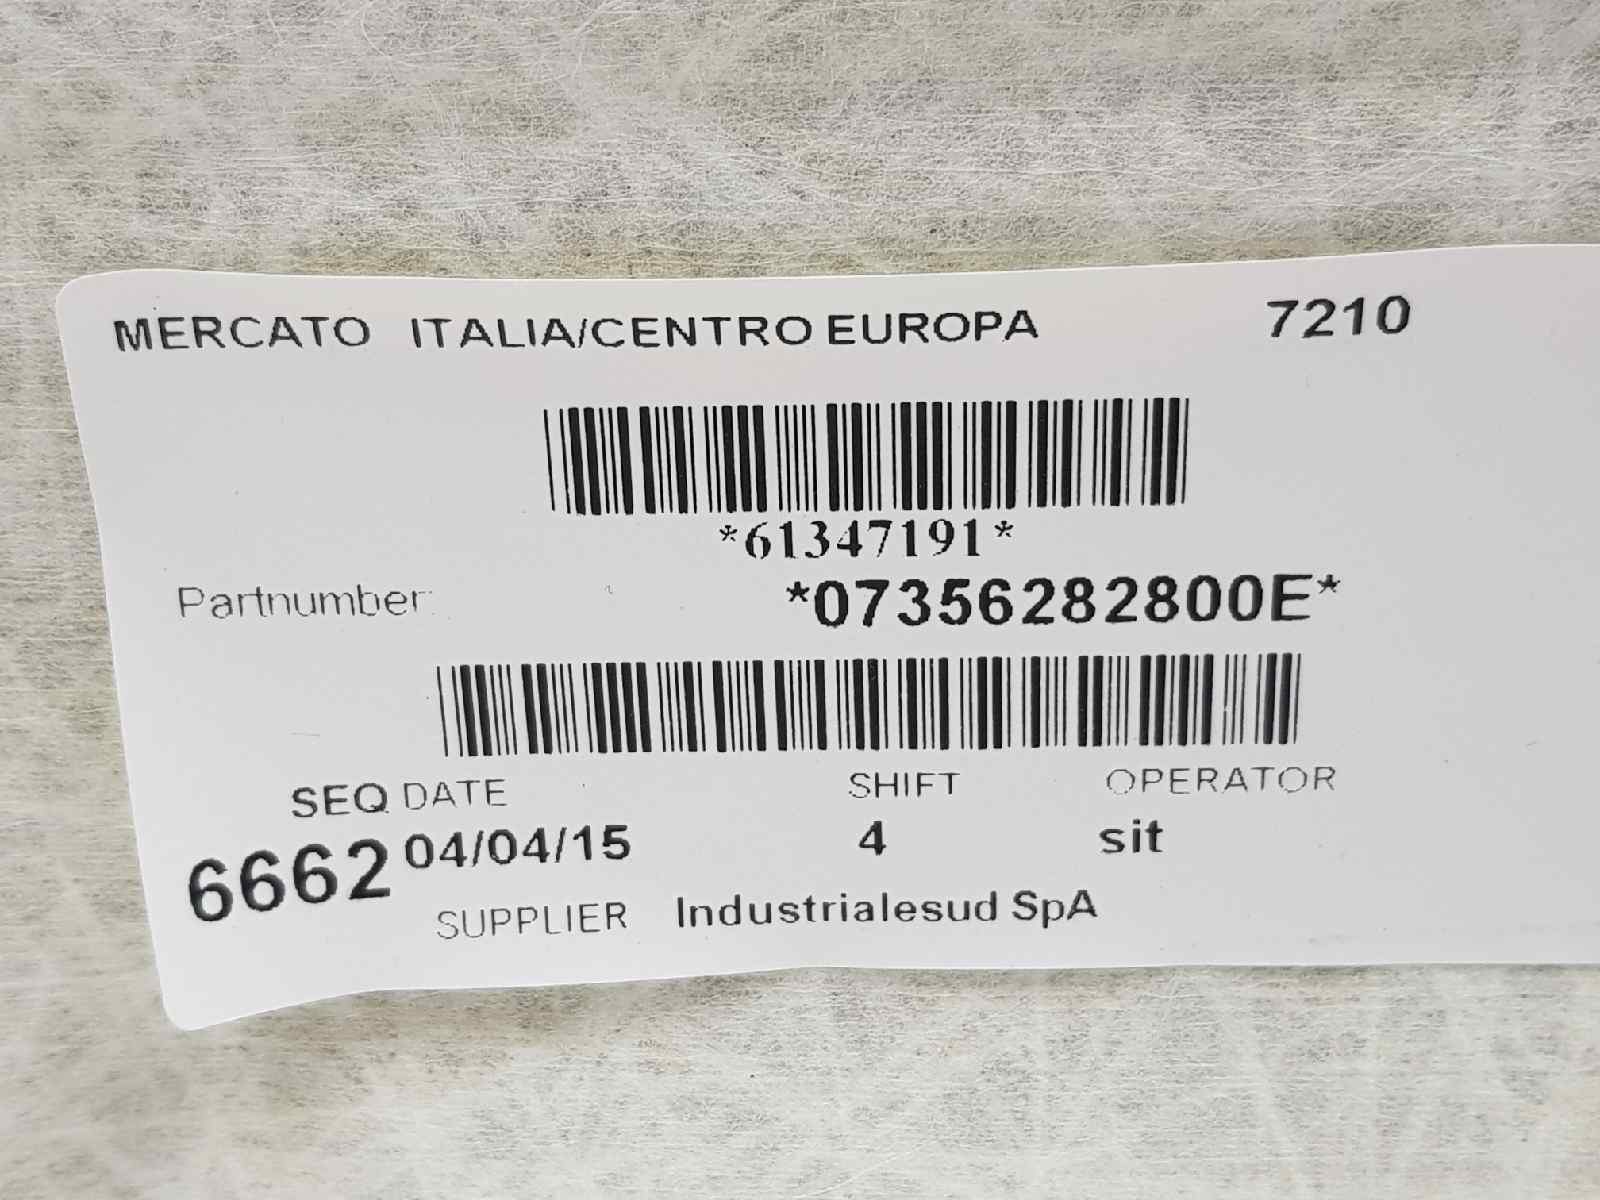 MERCATO ITALIA/CENTRO EUROPA 7210
*61347191*
Partnumber: *07356282800E*
SEQ DATE SHIFT OPERATOR
6662 04/04/15 4 sit
SUPPLIER Industrialesud SpA